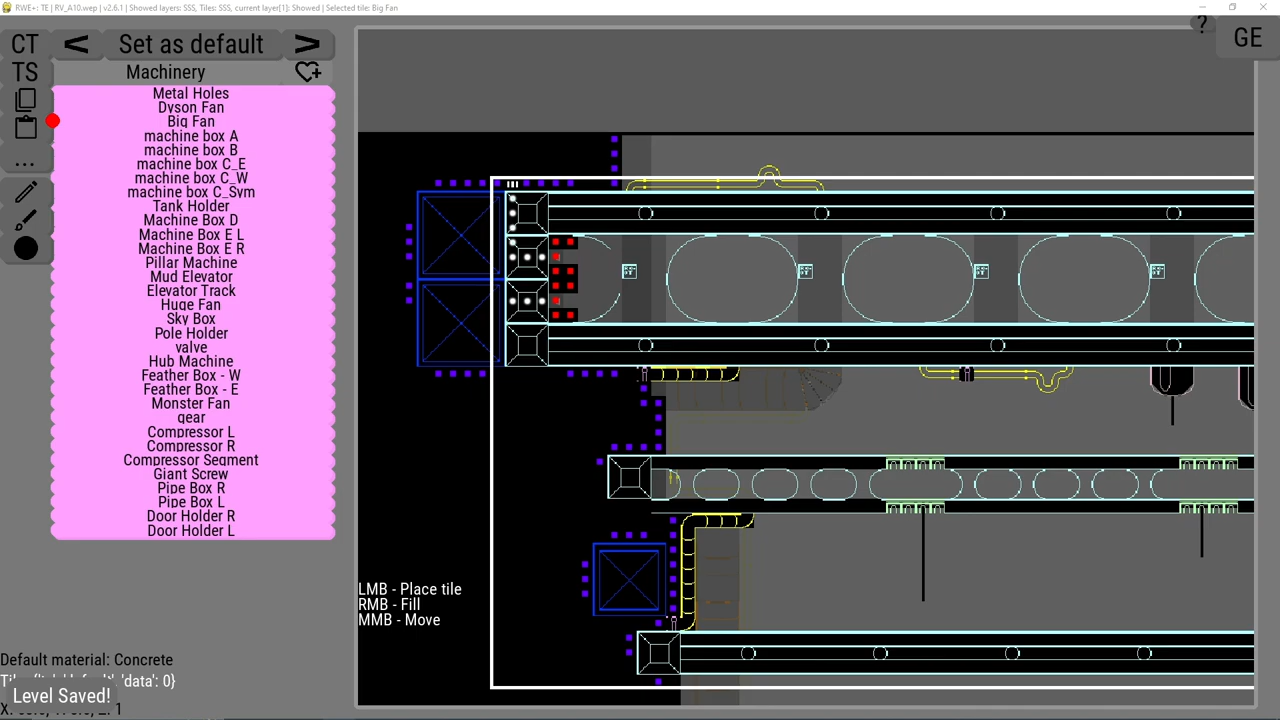 RWE+: TE | RV_A10.wep | v2.6.1 | Showed layers: SSS, Tiles: SSS, current layer[1]: Showed | Selected tile: Big Fan
?
CT
<
Set as default
>
GE
TS
Machinery
Metal Holes
Dyson Fan
Big Fan
machine box A
machine box B
machine box C_E
machine box C_W
machine box C_Sym
Tank Holder
Machine Box D
Machine Box E L
Machine Box E R
Pillar Machine
Mud Elevator
Elevator Track
Huge Fan
Sky Box
Pole Holder
valve
Hub Machine
Feather Box - W
Feather Box - E
Monster Fan
gear
Compressor L
Compressor R
Compressor Segment
Giant Screw
Pipe Box R
Pipe Box L
Door Holder R
Door Holder L
...
LMB - Place tile
RMB - Fill
MMB - Move
Default material: Concrete
'data': 0}
Level Saved!